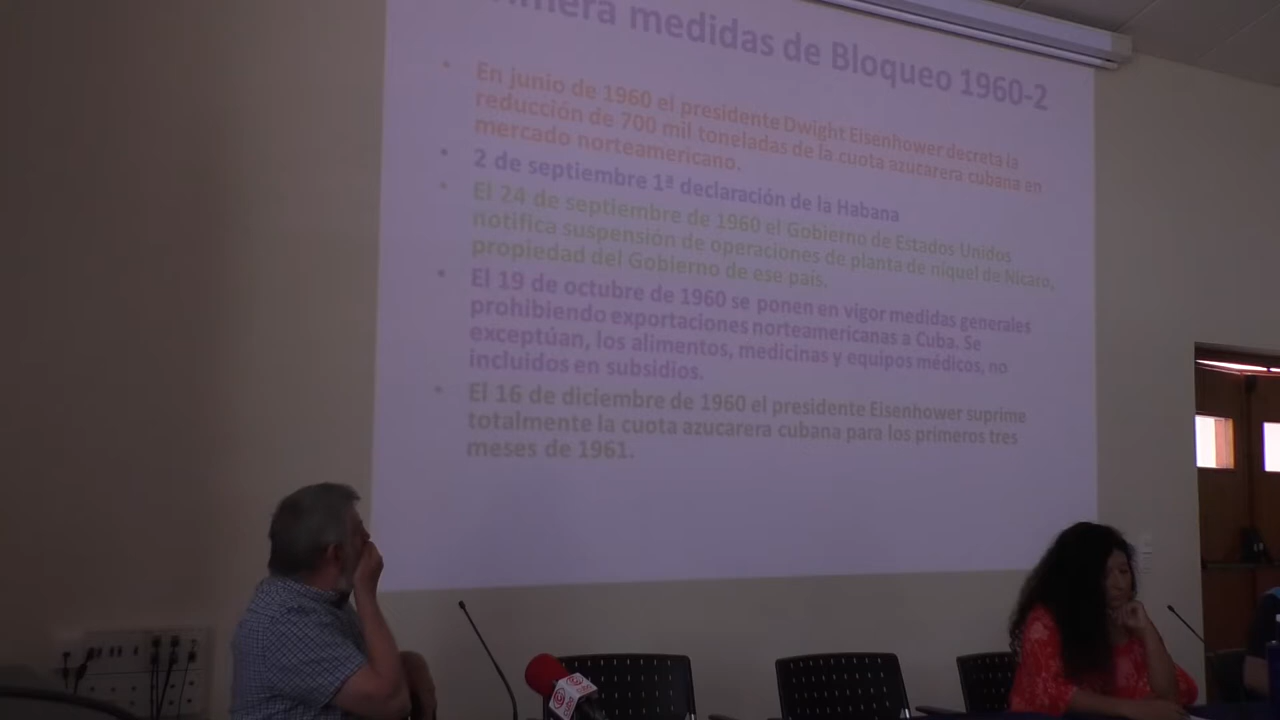 mera medidas de Bloqueo 1960-2
• En junio de 1960 el presidente Dwight Eisenhower decreta la
reducción de 700 mil toneladas de la cuota azucarera cubana en
mercado norteamericano.
• 2 de septiembre 1ª declaración de la Habana
• El 24 de septiembre de 1960 el Gobierno de Estados Unidos
notifica suspensión de operaciones de planta de níquel de Nicaro,
propiedad del Gobierno de ese país.
• El 19 de octubre de 1960 se ponen en vigor medidas generales
prohibiendo exportaciones norteamericanas a Cuba. Se
exceptúan, los alimentos, medicinas y equipos médicos, no
incluidos en subsidios.
• El 16 de diciembre de 1960 el presidente Eisenhower suprime
totalmente la cuota azucarera cubana para los primeros tres
meses de 1961.